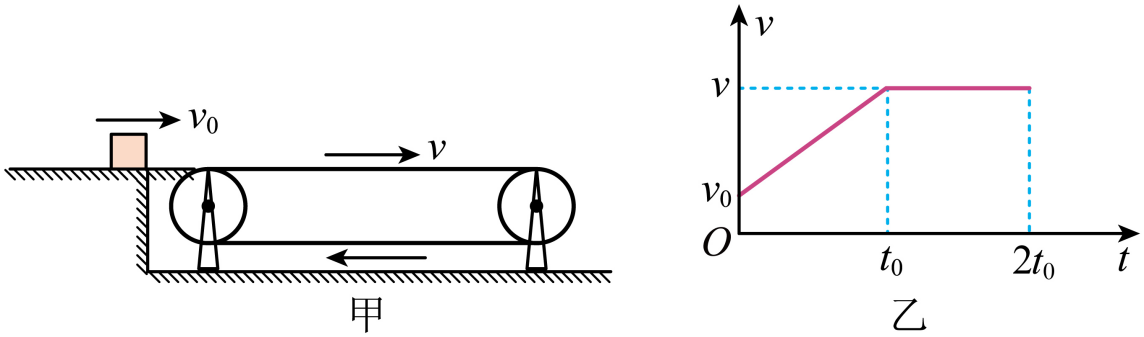 v₀
v
甲
v
v
v₀
O
t₀
2t₀
t
乙